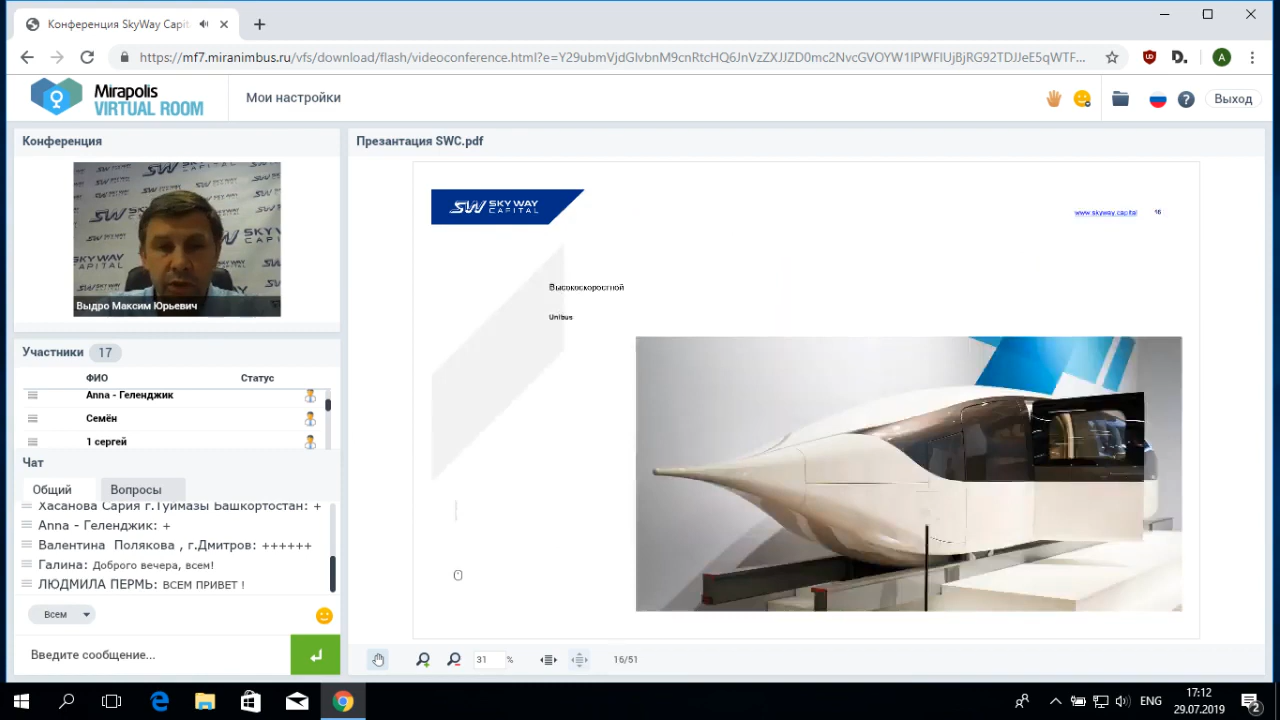 Конференция SkyWay Capit
https://mf7.miranimbus.ru/vfs/download/flash/videoconference.html?e=Y29ubmVjdGlvbnM9cnRtcHQ6JnVzZXJJZD0mc2NvcGVOYW1lPWFlUjBjRG92TDJJeE5qWTF...
A
Mirapolis
VIRTUAL ROOM
Мои настройки
Выход
Конференция
SKY WAY CAPITAL
Выдро Максим Юрьевич
Участники 17
ФИО Статус
Anna - Геленджик
Семён
1 сергей
Чат
Общий Вопросы
Хасанова Сария г.Туймазы Башкортостан: +
Anna - Геленджик: +
Валентина Полякова , г.Дмитров: ++++++
Галина: Доброго вечера, всем!
ЛЮДМИЛА ПЕРМЬ: ВСЕМ ПРИВЕТ !
Всем
Введите сообщение...
Презантация SWC.pdf
SW SKY WAY
CAPITAL
www.skyway.capital 16
Высокоскоростной
Unibus
31 % 16/51
ENG
17:12
29.07.2019
2